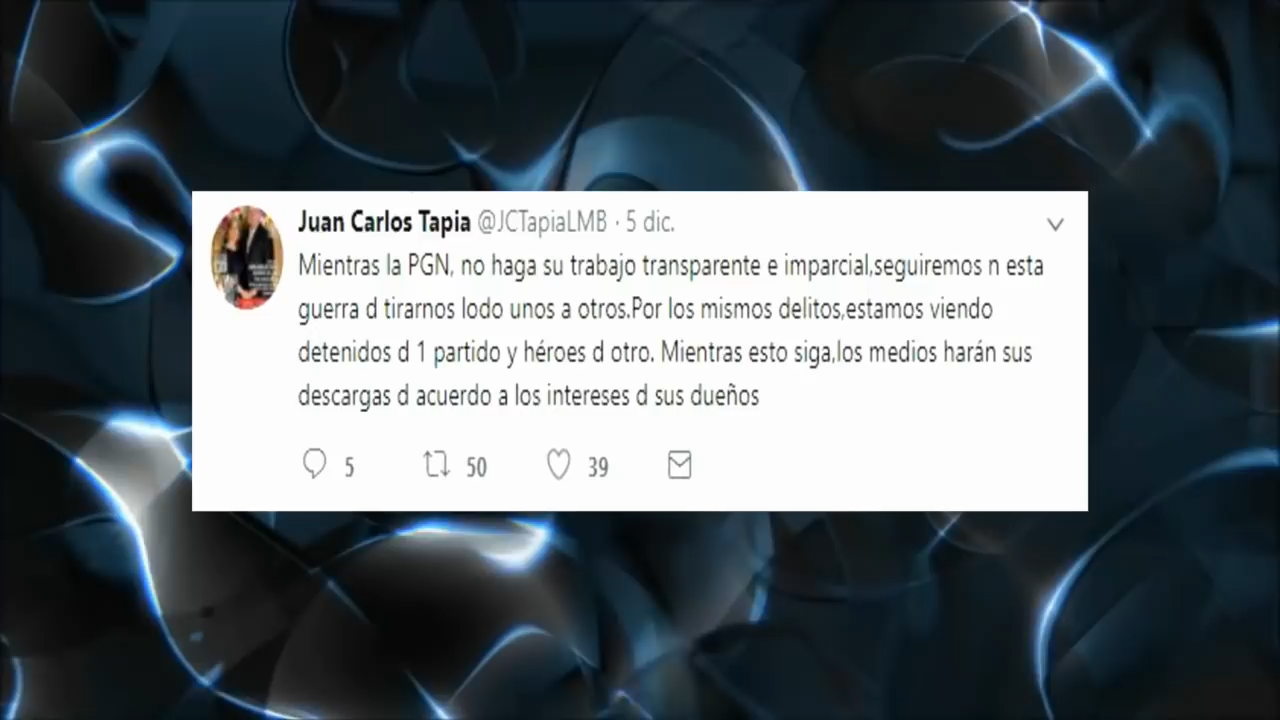 Juan Carlos Tapia @JCTapiaLMB · 5 dic.
Mientras la PGN, no haga su trabajo transparente e imparcial,seguiremos n esta
guerra d tirarnos lodo unos a otros.Por los mismos delitos,estamos viendo
detenidos d 1 partido y héroes d otro. Mientras esto siga,los medios harán sus
descargas d acuerdo a los intereses d sus dueños
5 50 39